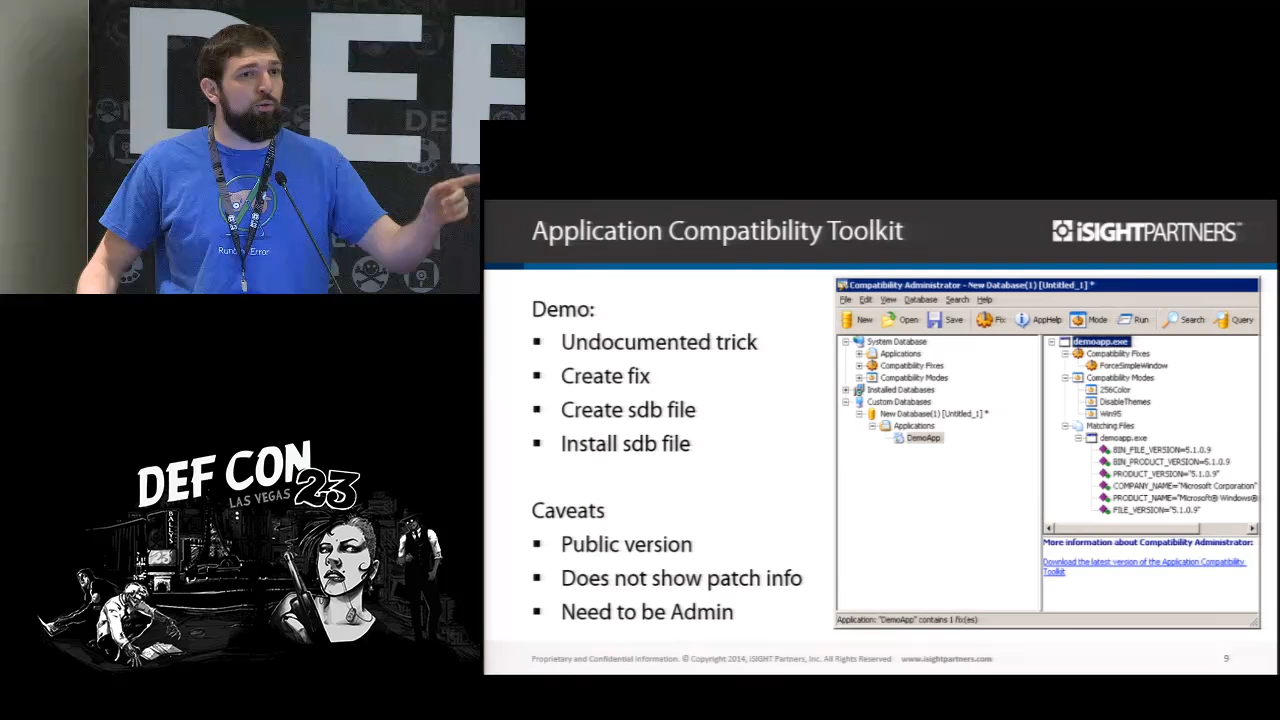 DEF
Application Compatibility Toolkit
iSIGHTPARTNERS
Demo:
▪ Undocumented trick
▪ Create fix
▪ Create sdb file
▪ Install sdb file
Caveats
▪ Public version
▪ Does not show patch info
▪ Need to be Admin
Compatibility Administrator - New Database(1) [Untitled_1] *
File Edit View Database Search Help
New Open Save Fix AppHelp Mode Run Search Query
System Database
Applications
Compatibility Fixes
Compatibility Modes
Installed Databases
Custom Databases
New Database(1) [Untitled_1] *
Applications
DemoApp
demoapp.exe
Compatibility Fixes
ForceSimpleWindow
Compatibility Modes
256Color
DisableThemes
Win95
Matching Files
demoapp.exe
BIN_FILE_VERSION=5.1.0.9
BIN_PRODUCT_VERSION=5.1.0.9
PRODUCT_VERSION="5.1.0.9"
COMPANY_NAME="Microsoft Corporation"
PRODUCT_NAME="Microsoft® Windows®
FILE_VERSION="5.1.0.9"
More information about Compatibility Administrator:
Download the latest version of the Application Compatibility
Toolkit
Application: "DemoApp" contains 1 fix(es)
Proprietary and Confidential Information. © Copyright 2014, iSIGHT Partners, Inc. All Rights Reserved www.isightpartners.com 9
DEF CON
LAS VEGAS 23
BALLYS
23